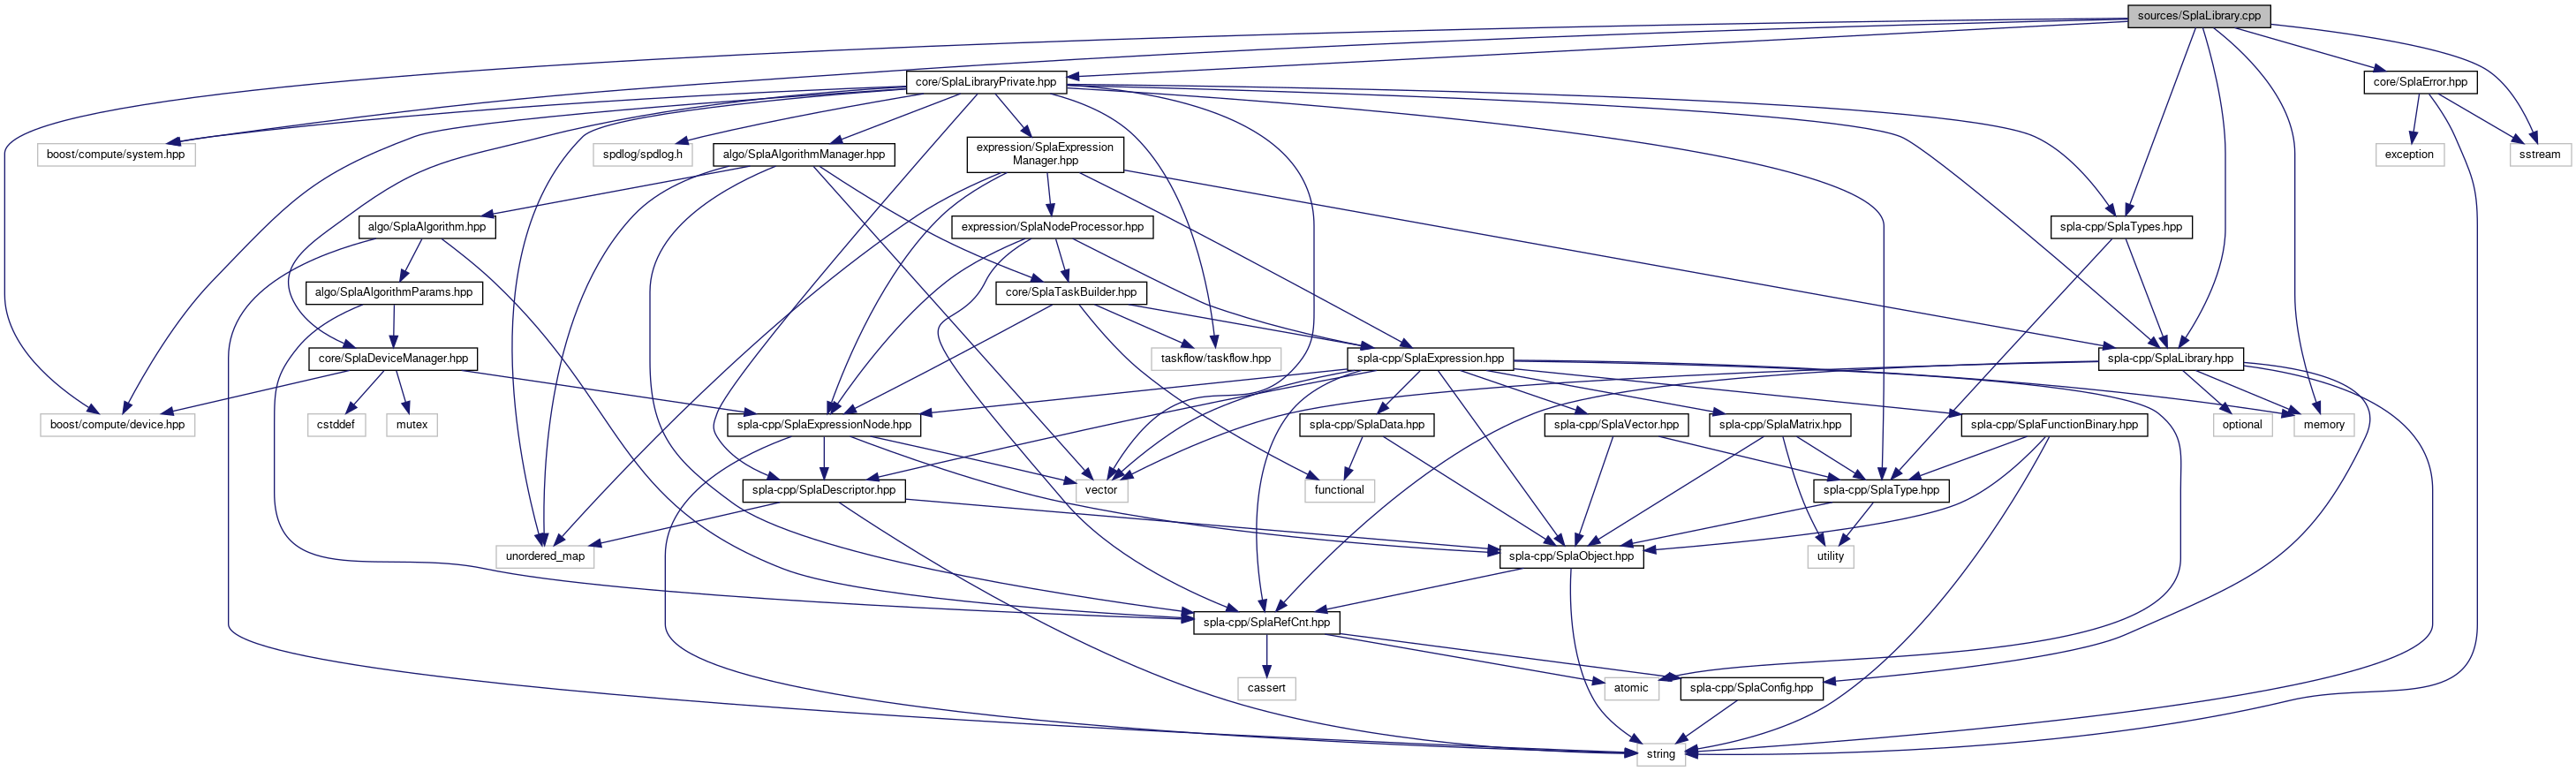 sources/SplaLibrary.cpp
core/SplaLibraryPrivate.hpp
core/SplaError.hpp
boost/compute/system.hpp
spdlog/spdlog.h
algo/SplaAlgorithmManager.hpp
expression/SplaExpression
Manager.hpp
exception
sstream
algo/SplaAlgorithm.hpp
expression/SplaNodeProcessor.hpp
spla-cpp/SplaTypes.hpp
algo/SplaAlgorithmParams.hpp
core/SplaTaskBuilder.hpp
core/SplaDeviceManager.hpp
taskflow/taskflow.hpp
spla-cpp/SplaExpression.hpp
spla-cpp/SplaLibrary.hpp
boost/compute/device.hpp
cstddef
mutex
spla-cpp/SplaExpressionNode.hpp
spla-cpp/SplaData.hpp
spla-cpp/SplaVector.hpp
spla-cpp/SplaMatrix.hpp
spla-cpp/SplaFunctionBinary.hpp
optional
memory
spla-cpp/SplaDescriptor.hpp
vector
functional
spla-cpp/SplaType.hpp
unordered_map
spla-cpp/SplaObject.hpp
utility
spla-cpp/SplaRefCnt.hpp
cassert
atomic
spla-cpp/SplaConfig.hpp
string